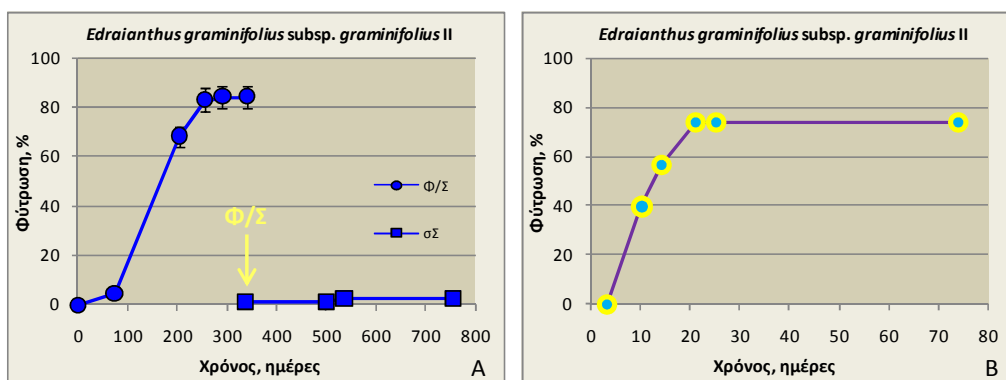 Edraianthus graminifolius subsp. graminifolius II
100
80
60
40
20
0
Φύτρωση, %
Φ/Σ
Φ/Σ
σΣ
0 100 200 300 400 500 600 700 800
Χρόνος, ημέρες
A
Edraianthus graminifolius subsp. graminifolius II
100
80
60
40
20
0
Φύτρωση, %
0 10 20 30 40 50 60 70 80
Χρόνος, ημέρες
B